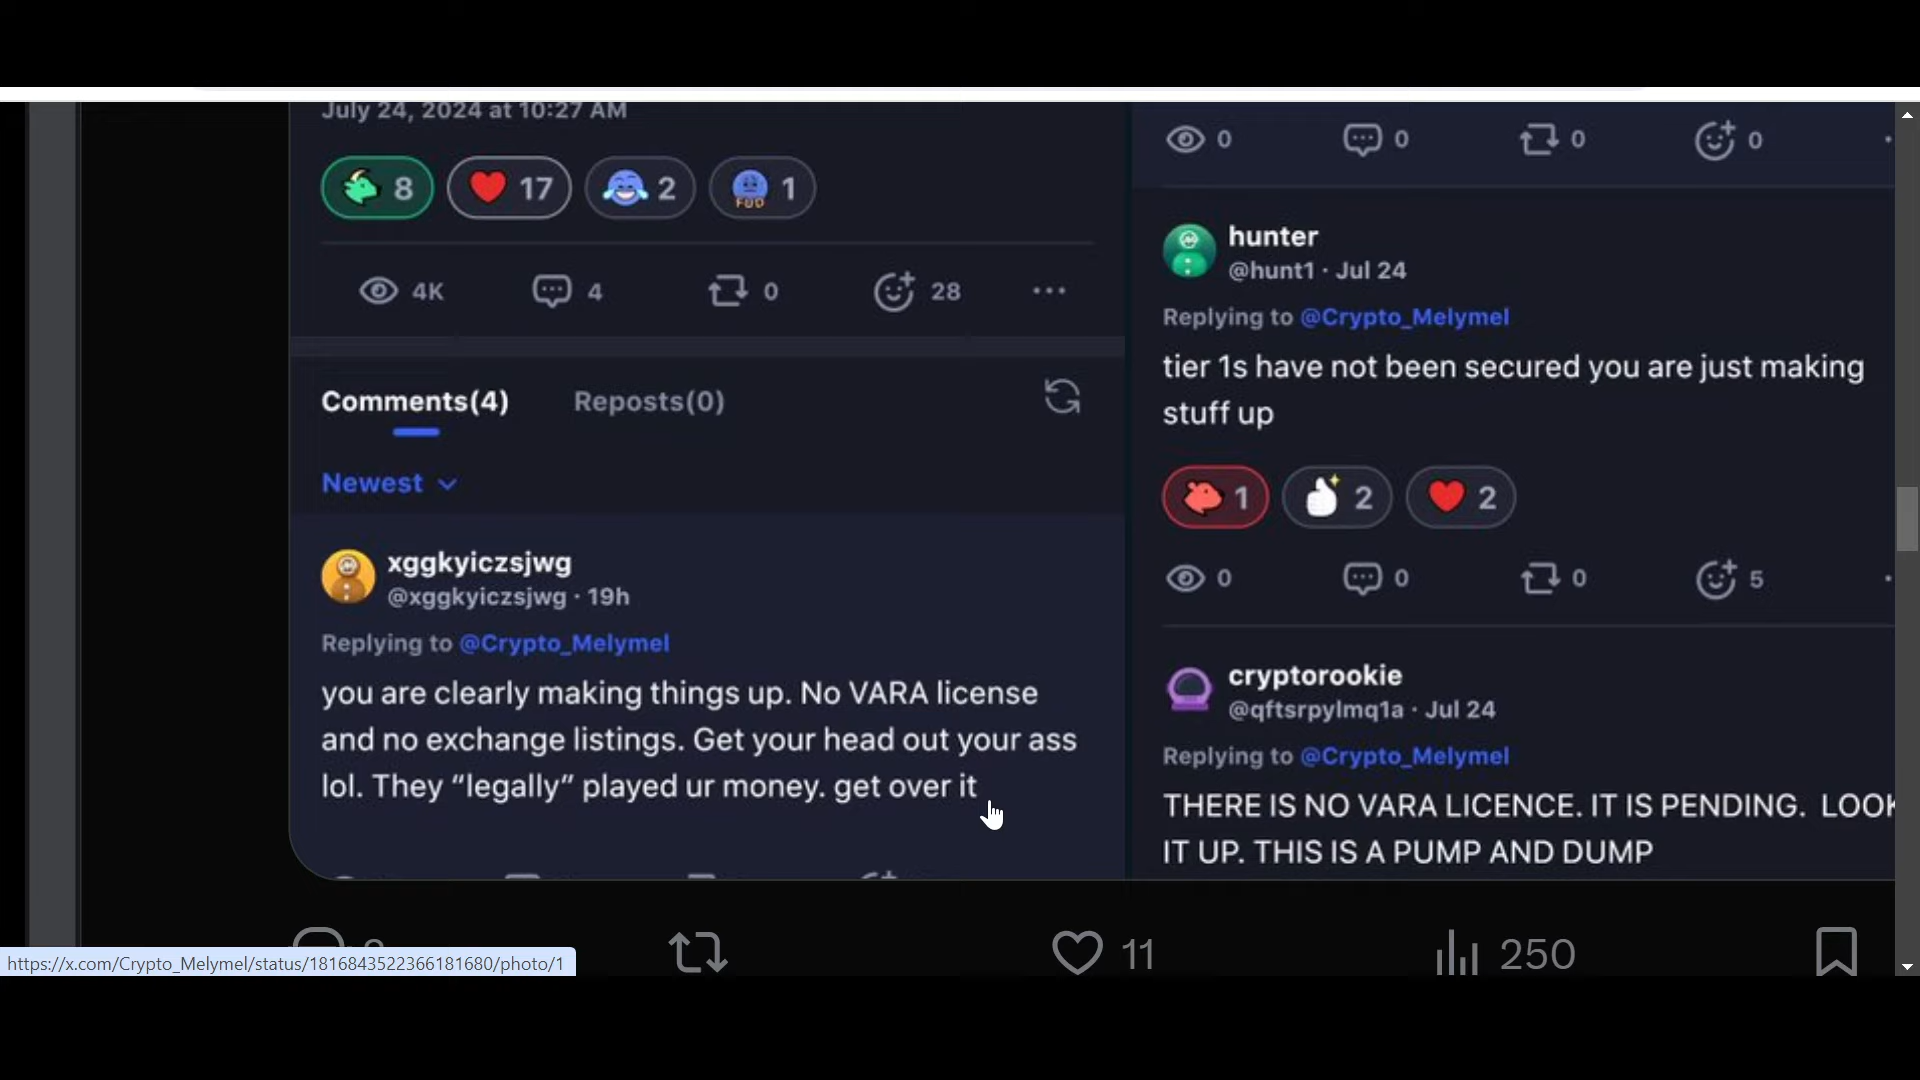 July 24, 2024 at 10:27 AM
8
17
2
FUD
1
4K
4
0
28
Comments(4)
Reposts(0)
Newest
xggkyiczsjwg
@xggkyiczsjwg · 19h
Replying to @Crypto_Melymel
you are clearly making things up. No VARA license
and no exchange listings. Get your head out your ass
lol. They “legally” played ur money. get over it
0
0
0
0
hunter
@hunt1 · Jul 24
Replying to @Crypto_Melymel
tier 1s have not been secured you are just making
stuff up
1
2
2
0
0
0
5
cryptorookie
@qftsrpylmq1a · Jul 24
Replying to @Crypto_Melymel
THERE IS NO VARA LICENCE. IT IS PENDING. LOOK
IT UP. THIS IS A PUMP AND DUMP
11
250
https://x.com/Crypto_Melymel/status/1816843522366181680/photo/1